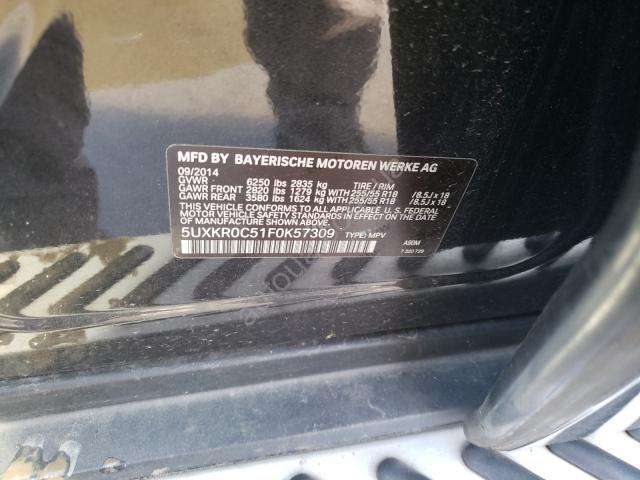 MFD BY BAYERISCHE MOTOREN WERKE AG
09/2014
GVWR 6250 lbs 2835 kg TIRE / RIM
GAWR FRONT 2820 lbs 1279 kg WITH 255/55 R18 / 8.5J x 18
GAWR REAR 3580 lbs 1624 kg WITH 255/55 R18 / 8.5J x 18
THIS VEHICLE CONFORMS TO ALL APPLICABLE U.S. FEDERAL
MOTOR VEHICLE SAFETY STANDARDS IN EFFECT ON THE DATE OF
MANUFACTURE SHOWN ABOVE.
5UXKR0C51F0K57309 TYPE: MPV A90M